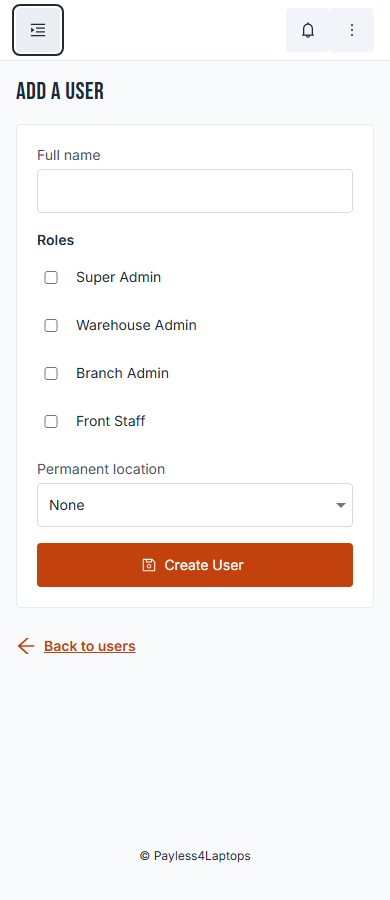 ADD A USER
Full name
Roles
Super Admin
Warehouse Admin
Branch Admin
Front Staff
Permanent location
None
Create User
Back to users
© Payless4Laptops